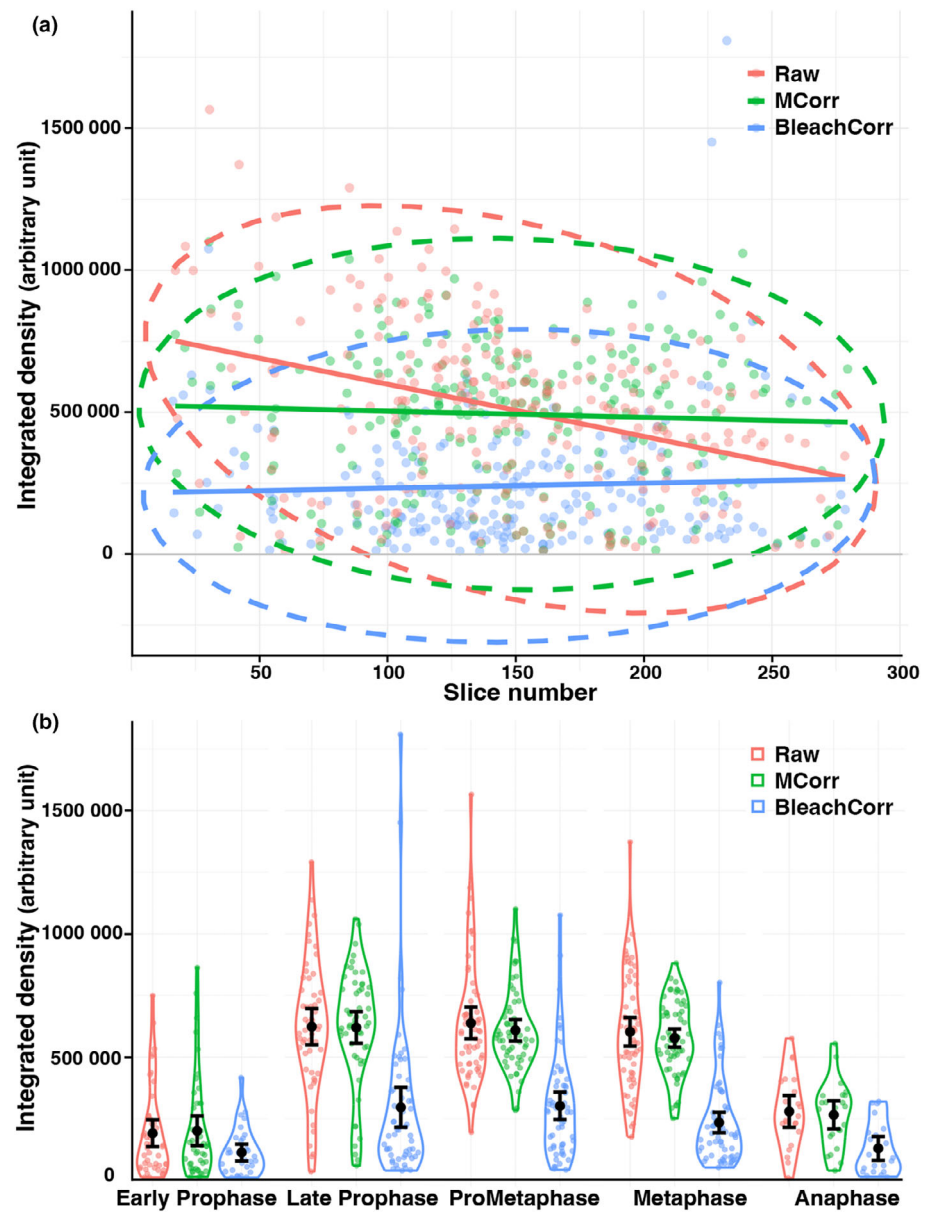 (a)
Integrated density (arbitrary unit)
Raw
MCorr
BleachCorr
1500 000
1000 000
500 000
0
50 100 150 200 250 300
Slice number
(b)
Integrated density (arbitrary unit)
Raw
MCorr
BleachCorr
1500 000
1000 000
500 000
0
Early Prophase Late Prophase ProMetaphase Metaphase Anaphase